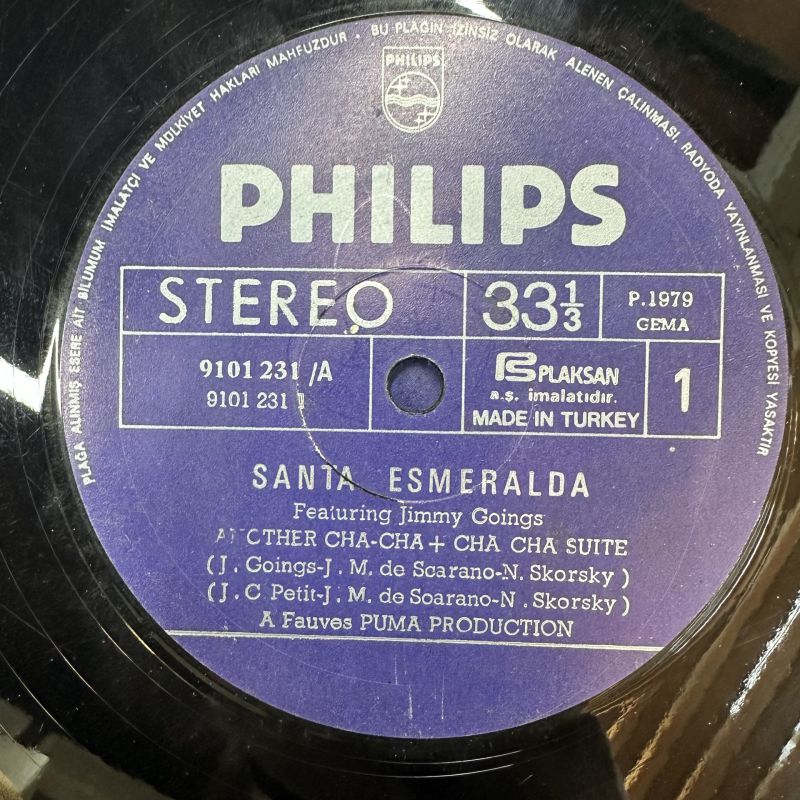 PLAĞA ALINMIŞ ESERE AİT BİLUMUM İMALATÇI VE MÜLKİYET HAKLARI MAHFUZDUR • BU PLAĞIN İZİNSİZ OLARAK ALENEN ÇALINMASI, RADYODA YAYINLANMASI VE KOPYESİ YASAKTIR
PHILIPS
PHILIPS
STEREO
33⅓
P.1979
GEMA
9101 231 /A
9101 231 1
PLAKSAN
a.ş. imalatıdır.
MADE IN TURKEY
1
SANTA ESMERALDA
Featuring Jimmy Goings
ANOTHER CHA-CHA + CHA CHA SUITE
(J. Goings-J. M. de Scarano-N. Skorsky)
(J. C Petit-J. M. de Soarano-N. Skorsky)
A Fauves PUMA PRODUCTION